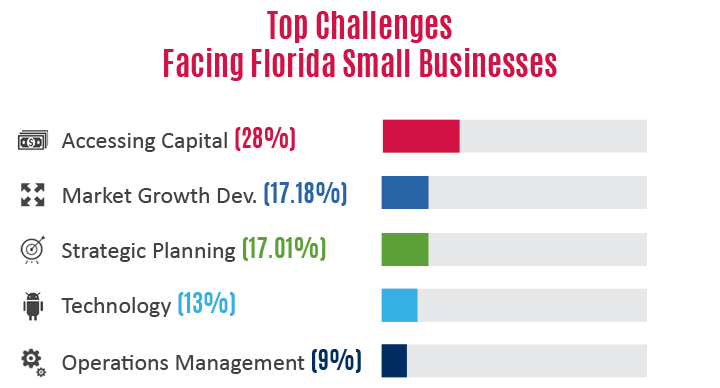 Top Challenges
Facing Florida Small Businesses
Accessing Capital (28%)
Market Growth Dev. (17.18%)
Strategic Planning (17.01%)
Technology (13%)
Operations Management (9%)